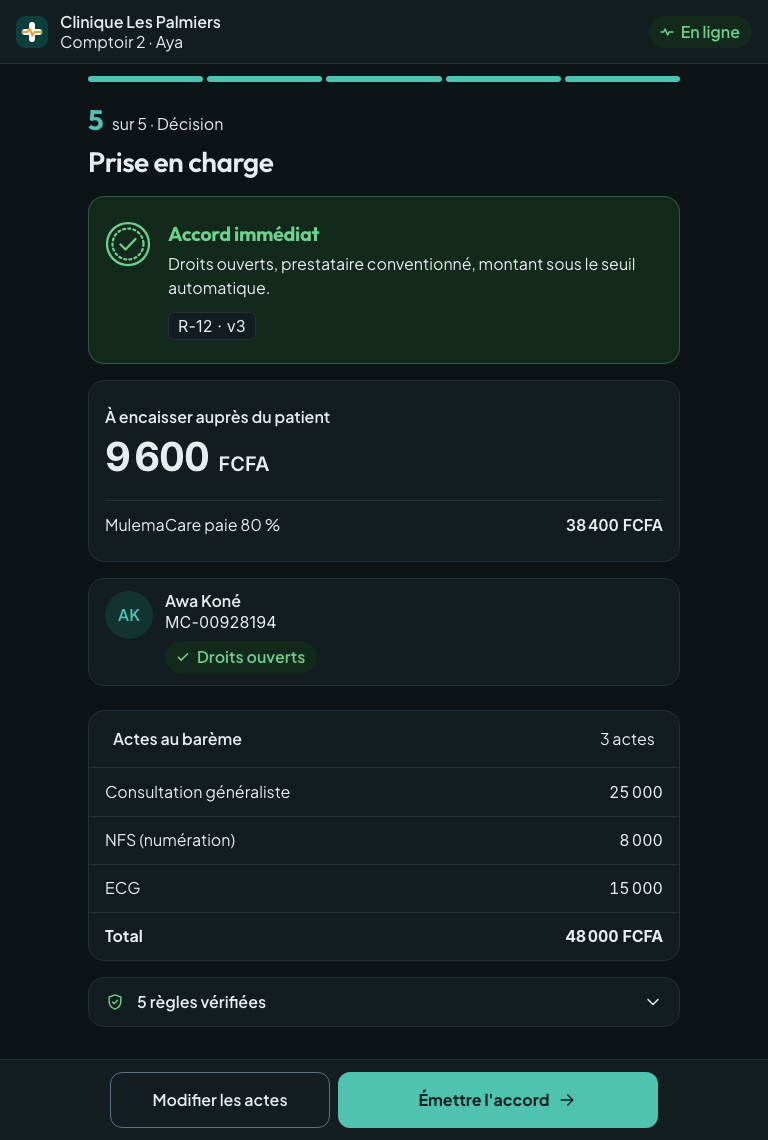 Clinique Les Palmiers
Comptoir 2 · Aya
En ligne
5 sur 5 · Décision
Prise en charge
Accord immédiat
Droits ouverts, prestataire conventionné, montant sous le seuil
automatique.
R-12 · v3
À encaisser auprès du patient
9 600 FCFA
MulemaCare paie 80 % 38 400 FCFA
AK
Awa Koné
MC-00928194
Droits ouverts
Actes au barème 3 actes
Consultation généraliste 25 000
NFS (numération) 8 000
ECG 15 000
Total 48 000 FCFA
5 règles vérifiées
Modifier les actes
Émettre l'accord